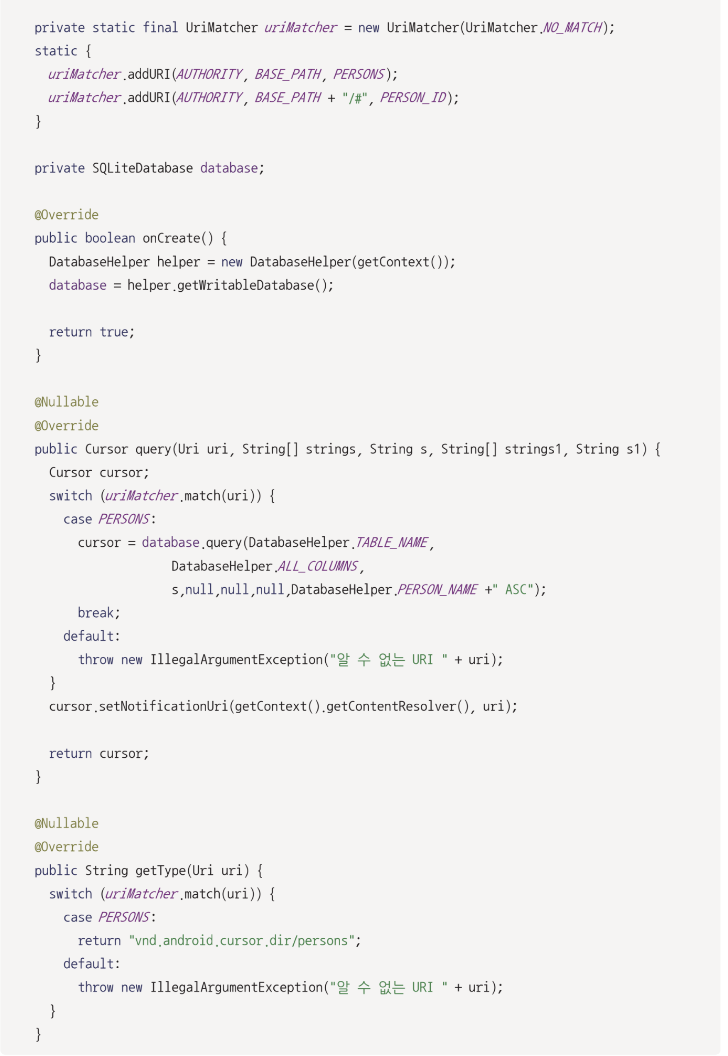 private static final UriMatcher uriMatcher = new UriMatcher(UriMatcher.NO_MATCH);
static {
  uriMatcher.addURI(AUTHORITY, BASE_PATH, PERSONS);
  uriMatcher.addURI(AUTHORITY, BASE_PATH + "/#", PERSON_ID);
}

private SQLiteDatabase database;

@Override
public boolean onCreate() {
  DatabaseHelper helper = new DatabaseHelper(getContext());
  database = helper.getWritableDatabase();

  return true;
}

@Nullable
@Override
public Cursor query(Uri uri, String[] strings, String s, String[] strings1, String s1) {
  Cursor cursor;
  switch (uriMatcher.match(uri)) {
    case PERSONS:
      cursor = database.query(DatabaseHelper.TABLE_NAME,
                   DatabaseHelper.ALL_COLUMNS,
                   s,null,null,null,DatabaseHelper.PERSON_NAME +" ASC");
      break;
    default:
      throw new IllegalArgumentException("알 수 없는 URI " + uri);
  }
  cursor.setNotificationUri(getContext().getContentResolver(), uri);

  return cursor;
}

@Nullable
@Override
public String getType(Uri uri) {
  switch (uriMatcher.match(uri)) {
    case PERSONS:
      return "vnd.android.cursor.dir/persons";
    default:
      throw new IllegalArgumentException("알 수 없는 URI " + uri);
  }
}